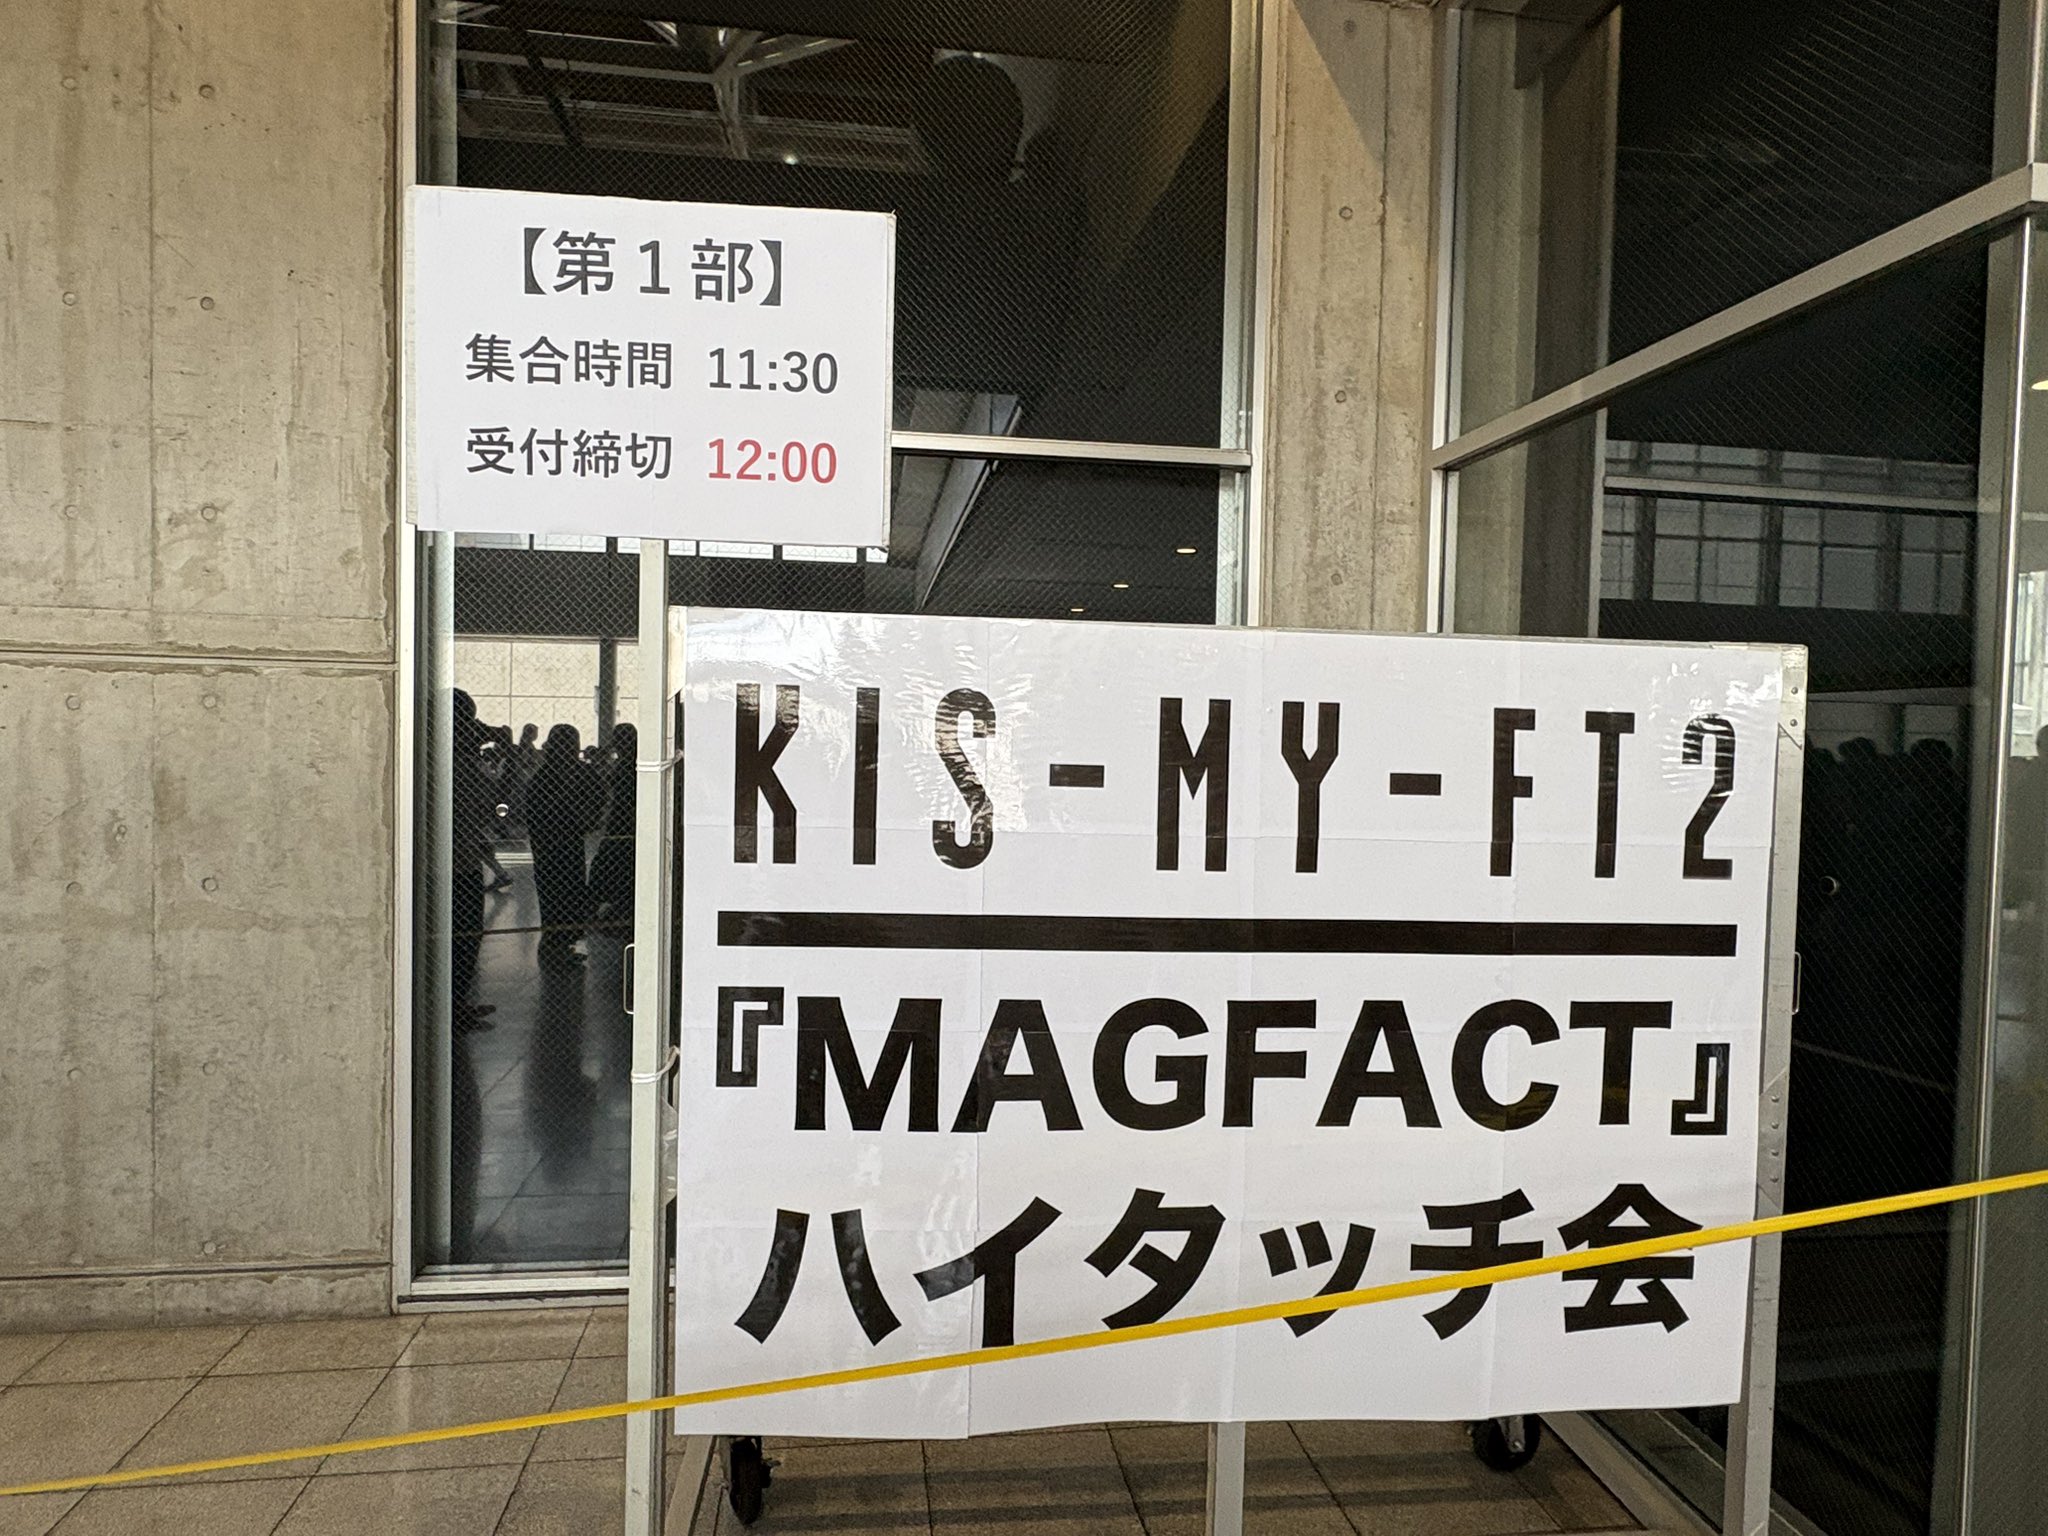 【第1部】
集合時間 11:30
受付締切 12:00
KIS-MY-FT2
『MAGFACT』
ハイタッチ会